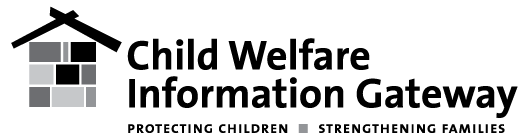 Child Welfare
Information Gateway
PROTECTING CHILDREN ■ STRENGTHENING FAMILIES